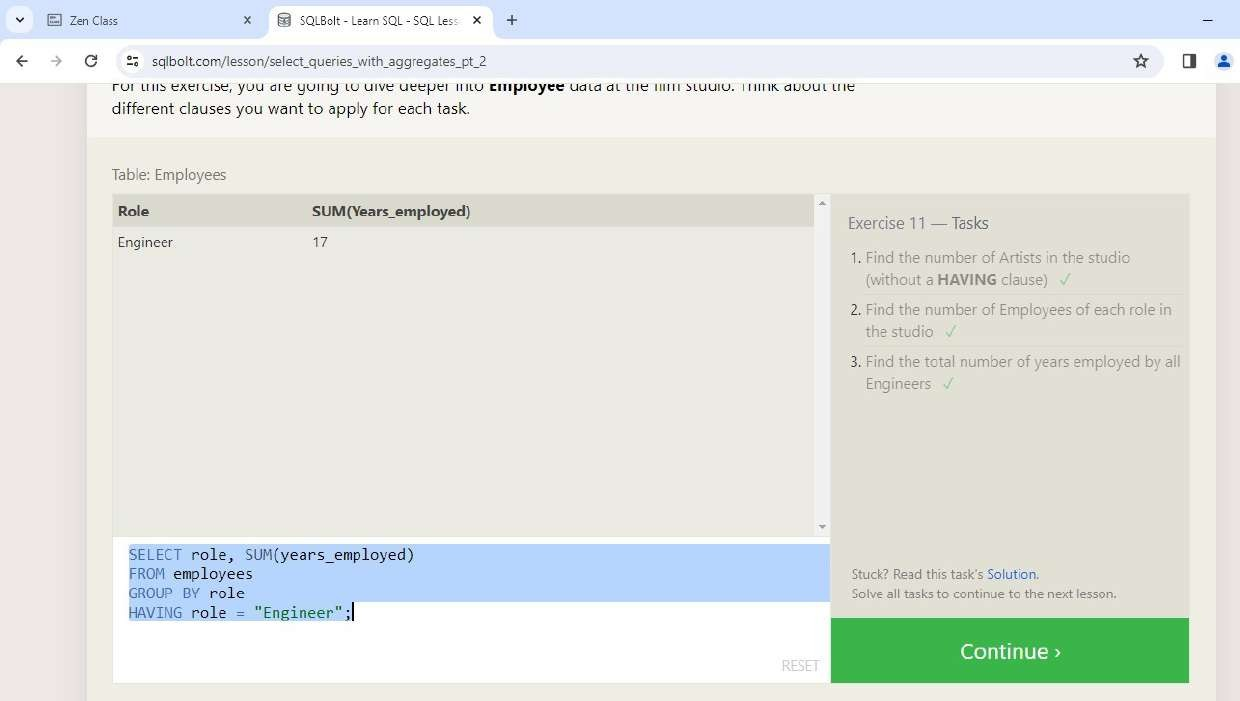 Zen Class
SQLBolt - Learn SQL - SQL Less
sqlbolt.com/lesson/select_queries_with_aggregates_pt_2
For this exercise, you are going to dive deeper into Employee data at the film studio. Think about the
different clauses you want to apply for each task.
Table: Employees
Role SUM(Years_employed)
Engineer 17
SELECT role, SUM(years_employed)
FROM employees
GROUP BY role
HAVING role = "Engineer";
RESET
Exercise 11 — Tasks
1. Find the number of Artists in the studio
(without a HAVING clause) ✓
2. Find the number of Employees of each role in
the studio ✓
3. Find the total number of years employed by all
Engineers ✓
Stuck? Read this task's Solution.
Solve all tasks to continue to the next lesson.
Continue ›